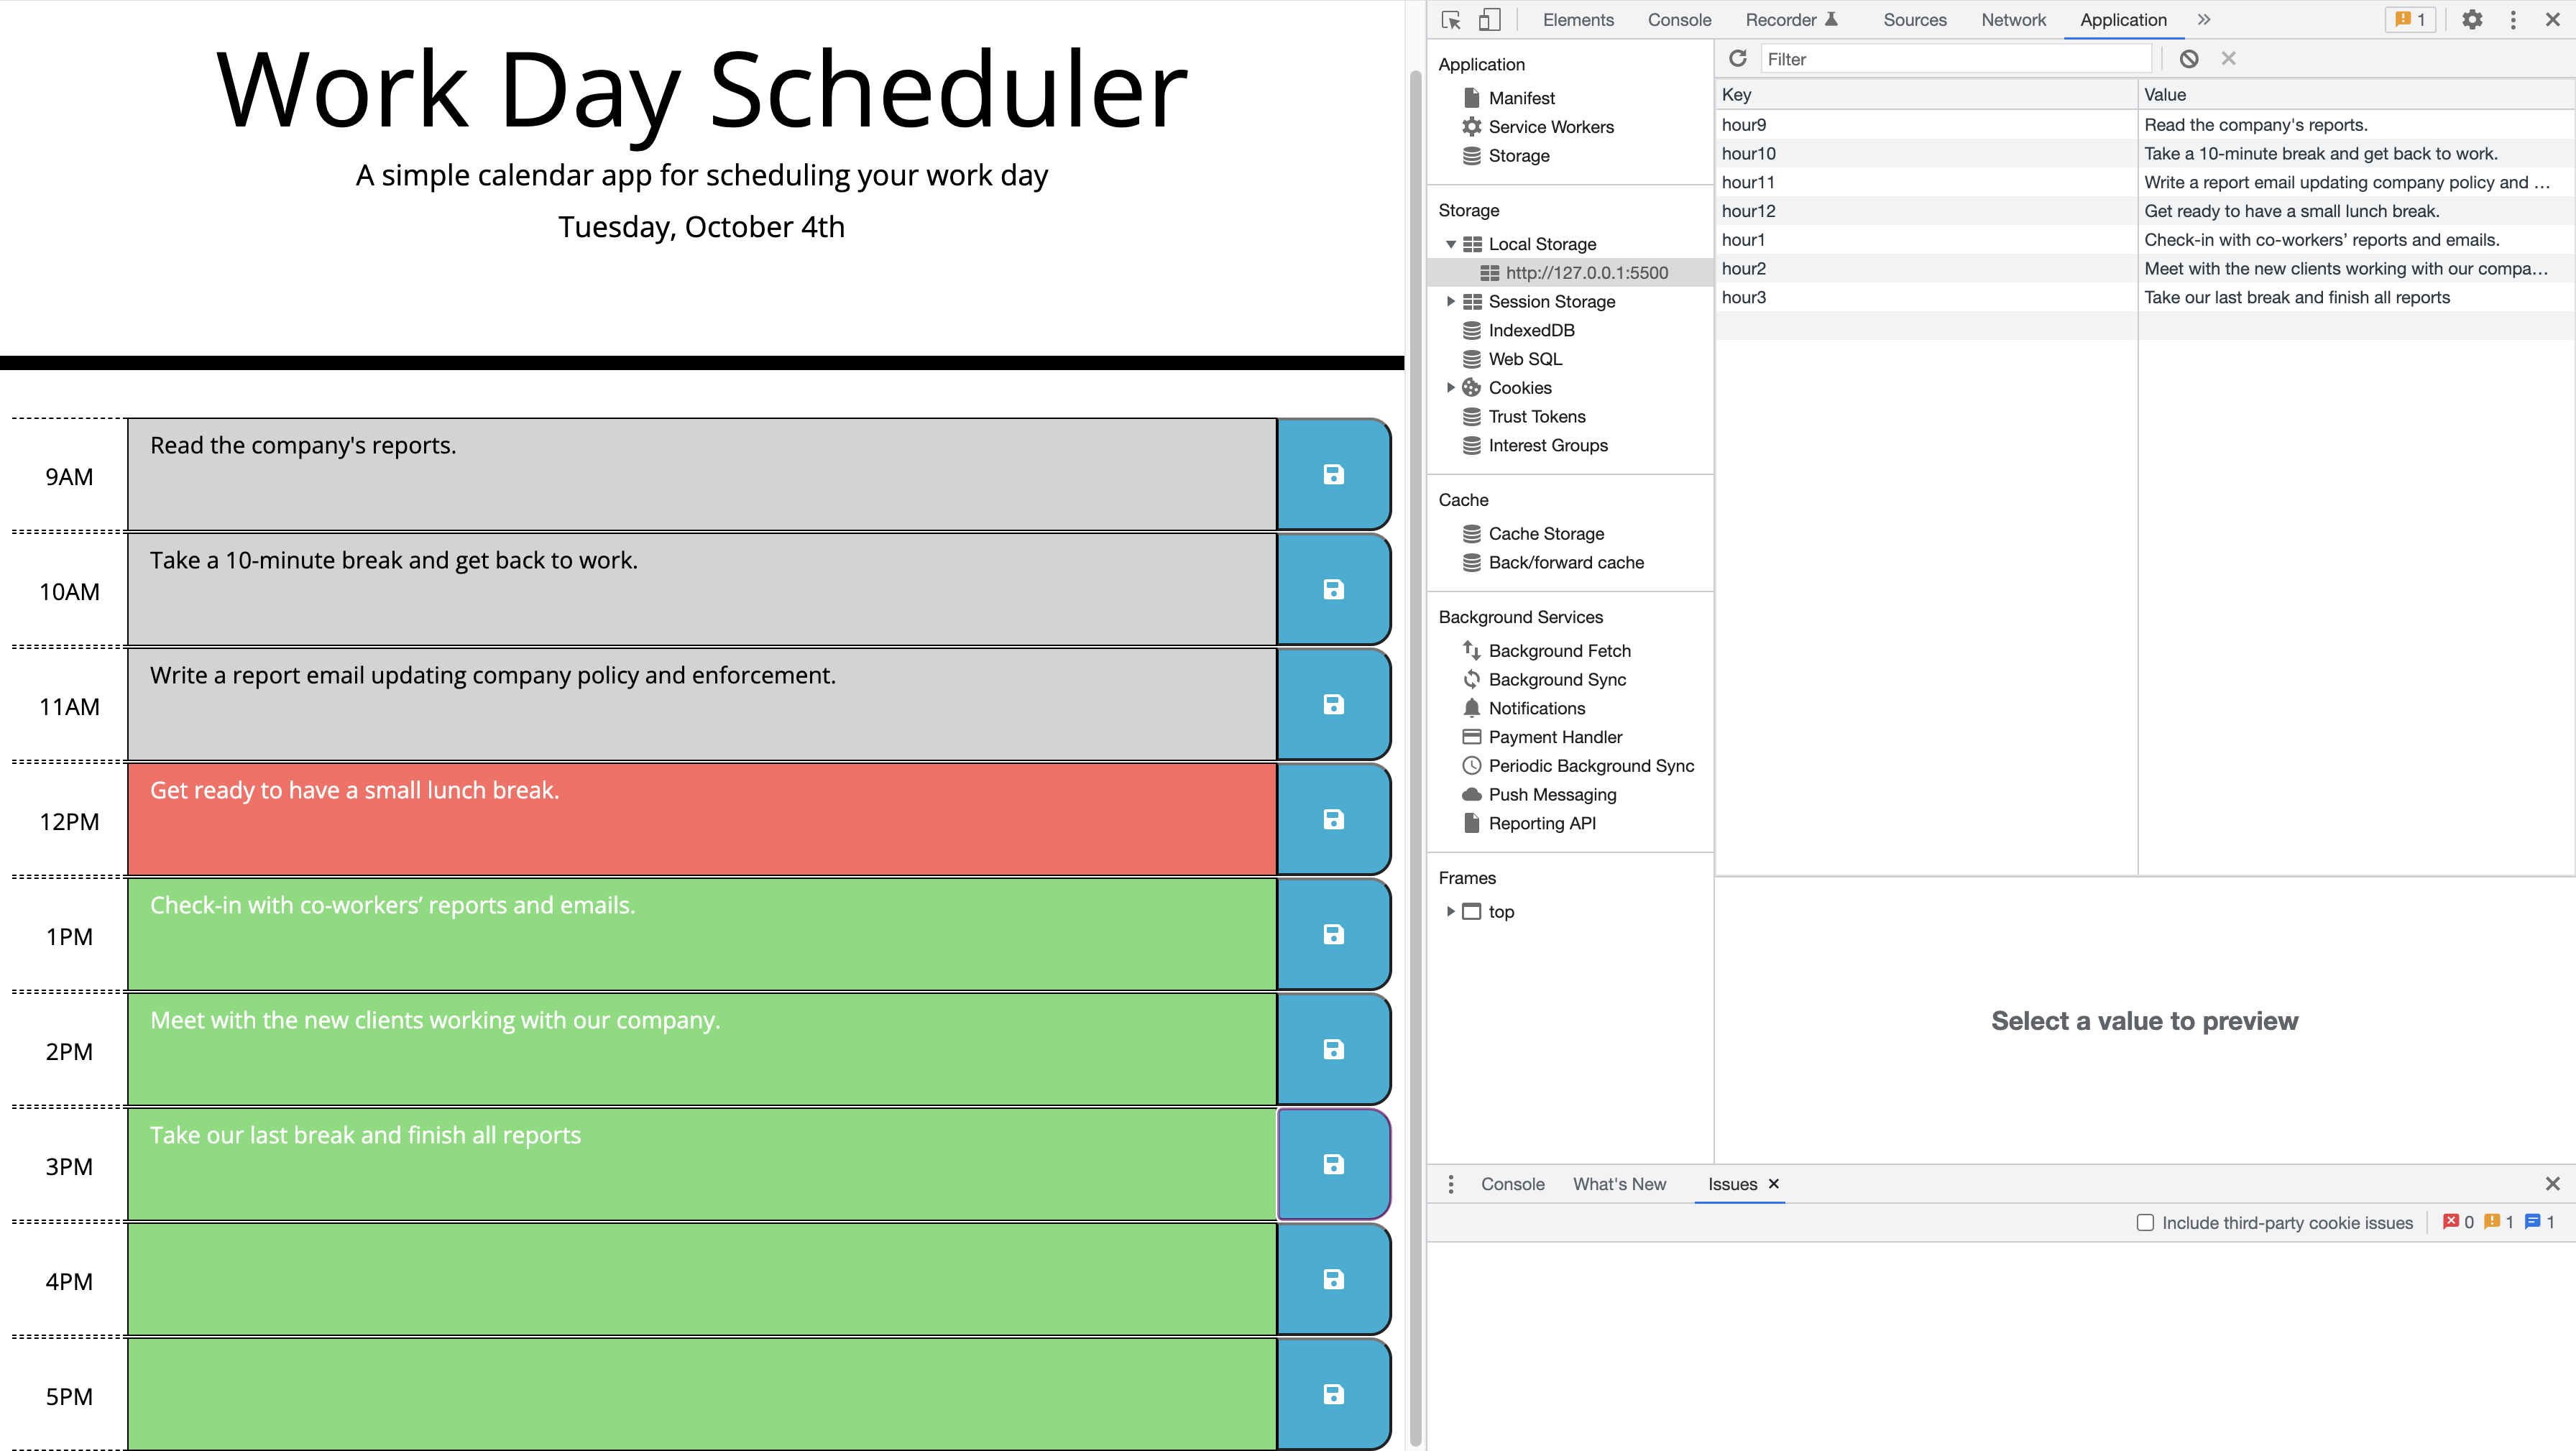 Work Day Scheduler
A simple calendar app for scheduling your work day
Tuesday, October 4th
9AM
Read the company's reports.
10AM
Take a 10-minute break and get back to work.
11AM
Write a report email updating company policy and enforcement.
12PM
Get ready to have a small lunch break.
1PM
Check-in with co-workers’ reports and emails.
2PM
Meet with the new clients working with our company.
3PM
Take our last break and finish all reports
4PM
5PM
Elements Console Recorder Sources Network Application » 1
Application
Manifest
Service Workers
Storage
Storage
Local Storage
http://127.0.0.1:5500
Session Storage
IndexedDB
Web SQL
Cookies
Trust Tokens
Interest Groups
Cache
Cache Storage
Back/forward cache
Background Services
Background Fetch
Background Sync
Notifications
Payment Handler
Periodic Background Sync
Push Messaging
Reporting API
Frames
top
Filter
Key Value
hour9 Read the company's reports.
hour10 Take a 10-minute break and get back to work.
hour11 Write a report email updating company policy and …
hour12 Get ready to have a small lunch break.
hour1 Check-in with co-workers’ reports and emails.
hour2 Meet with the new clients working with our compa…
hour3 Take our last break and finish all reports
Select a value to preview
Console What's New Issues
Include third-party cookie issues 0 1 1